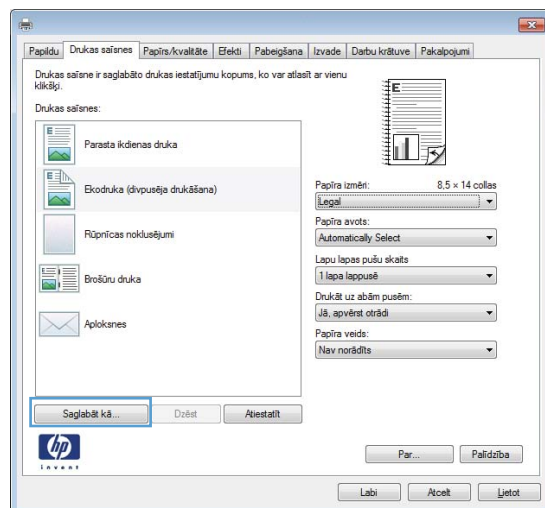 Papildu Drukas saīsnes Papīrs/kvalitāte Efekti Pabeigšana Izvade Darbu krātuve Pakalpojumi
Drukas saīsne ir saglabāto drukas iestatījumu kopums, ko var atlasīt ar vienu
klikšķi.
Drukas saīsnes:
Parasta ikdienas druka
Ekodruka (divpusēja drukāšana)
Rūpnīcas noklusējumi
Brošūru druka
Aploksnes
E
E
E
Papīra izmēri: 8,5 × 14 collas
Legal
Papīra avots:
Automatically Select
Lapu lapas pušu skaits
1 lapa lappusē
Drukāt uz abām pusēm:
Jā, apvērst otrādi
Papīra veids:
Nav norādīts
Saglabāt kā... Dzēst Atiestatīt
hp
invent
Par... Palīdzība
Labi Atcelt Lietot